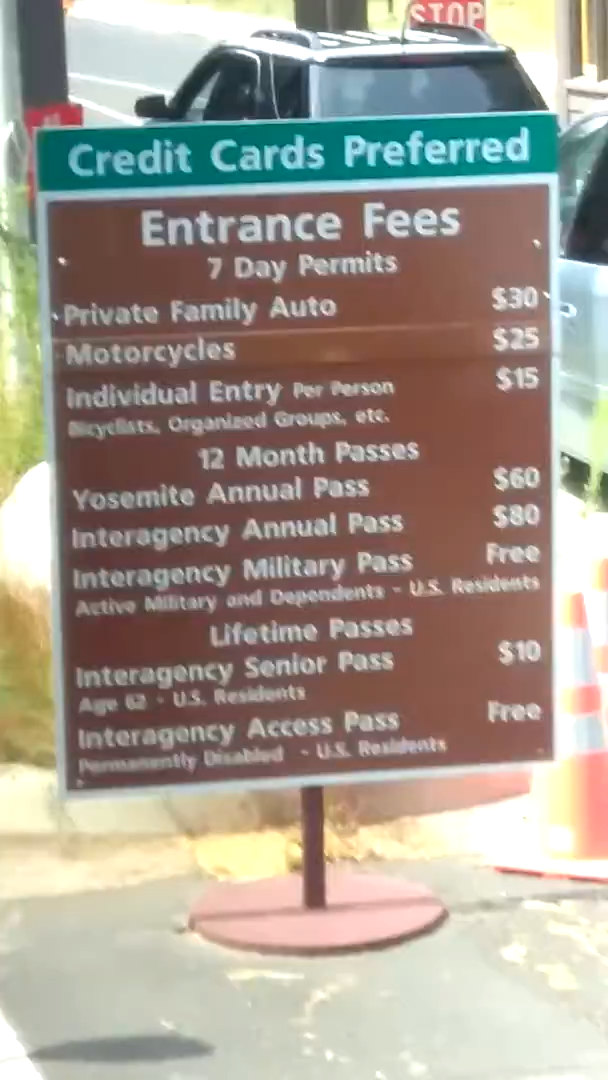 STOP
Credit Cards Preferred
Entrance Fees
7 Day Permits
Private Family Auto $30
Motorcycles $25
Individual Entry Per Person $15
Bicyclists, Organized Groups, etc.
12 Month Passes
Yosemite Annual Pass $60
Interagency Annual Pass $80
Interagency Military Pass Free
Active Military and Dependents - U.S. Residents
Lifetime Passes
Interagency Senior Pass $10
Age 62 - U.S. Residents
Interagency Access Pass Free
Permanently Disabled - U.S. Residents